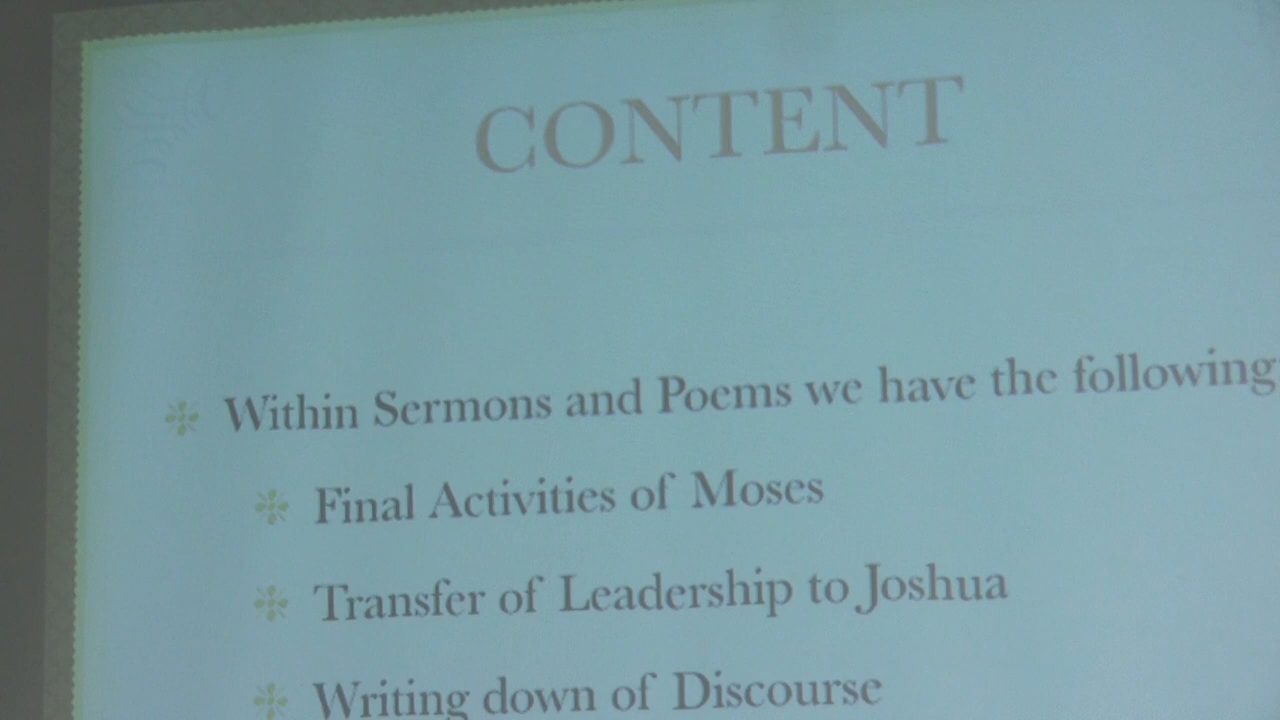 CONTENT
Within Sermons and Poems we have the following
Final Activities of Moses
Transfer of Leadership to Joshua
Writing down of Discourse